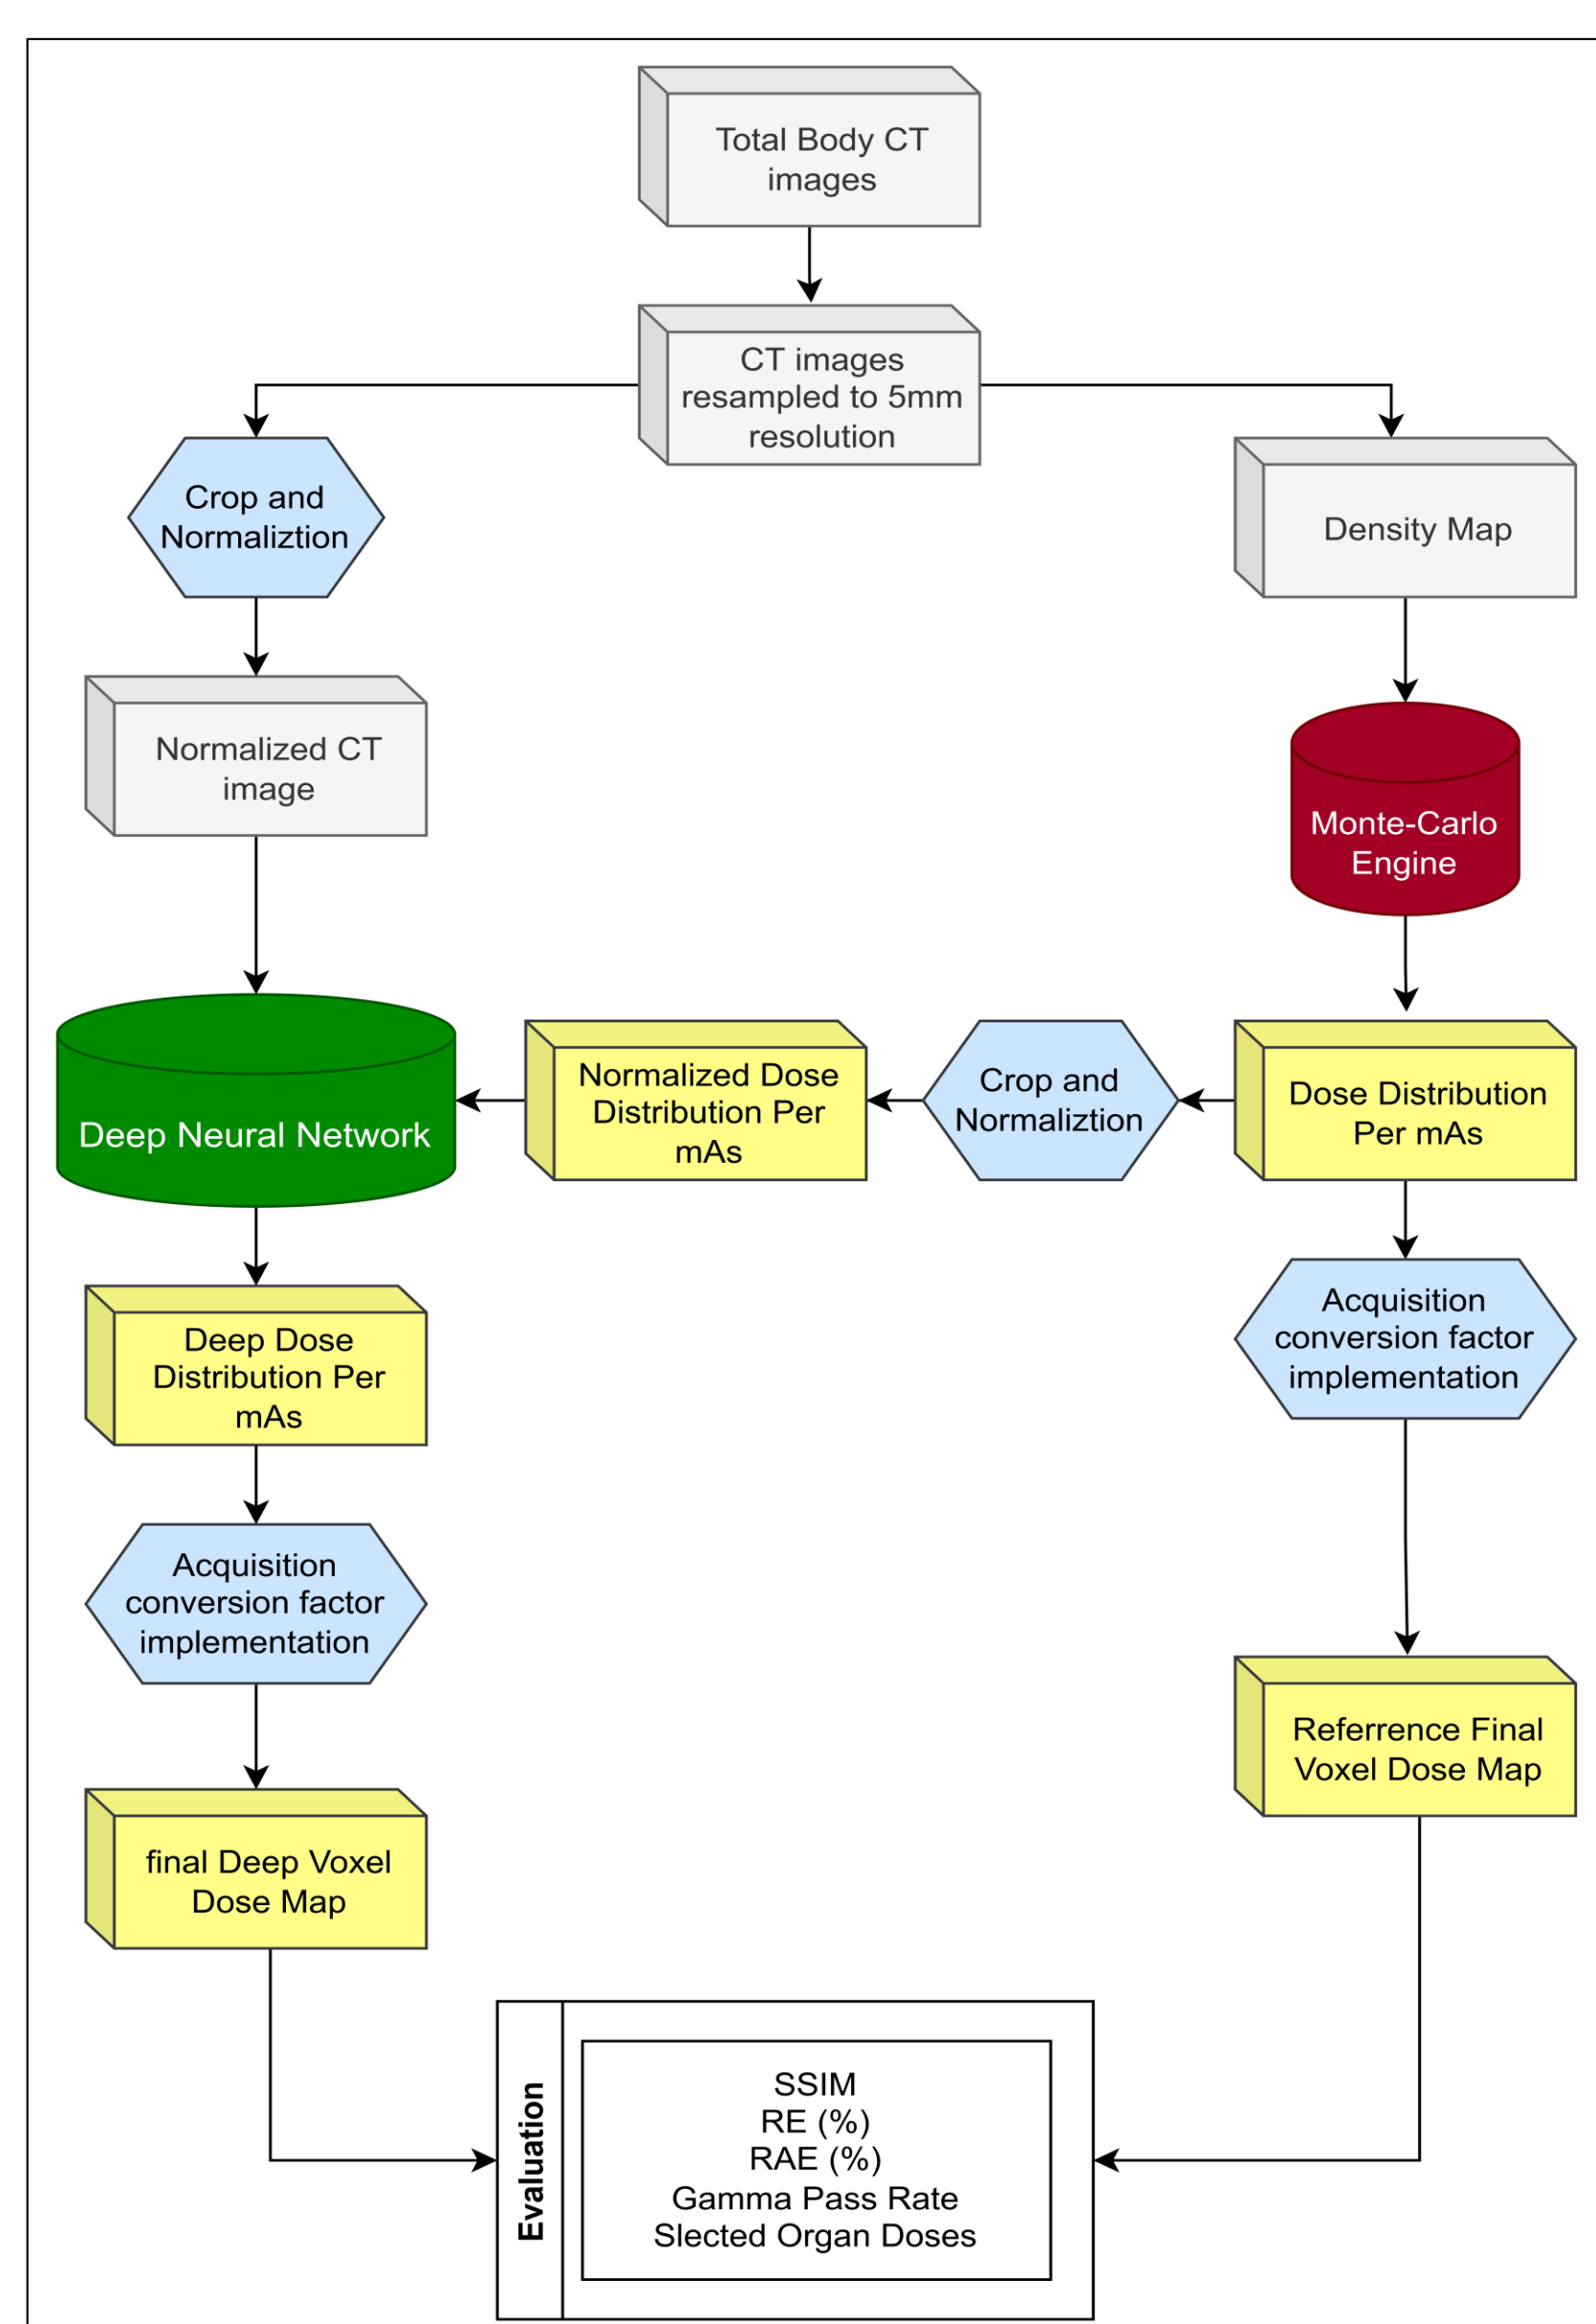 Total Body CT
images
CT images
resampled to 5mm
resolution
Crop and
Normaliztion
Density Map
Normalized CT
image
Monte-Carlo
Engine
Deep Neural Network
Normalized Dose
Distribution Per
mAs
Crop and
Normaliztion
Dose Distribution
Per mAs
Deep Dose
Distribution Per
mAs
Acquisition
conversion factor
implementation
Acquisition
conversion factor
implementation
Referrence Final
Voxel Dose Map
final Deep Voxel
Dose Map
Evaluation
SSIM
RE (%)
RAE (%)
Gamma Pass Rate
Slected Organ Doses